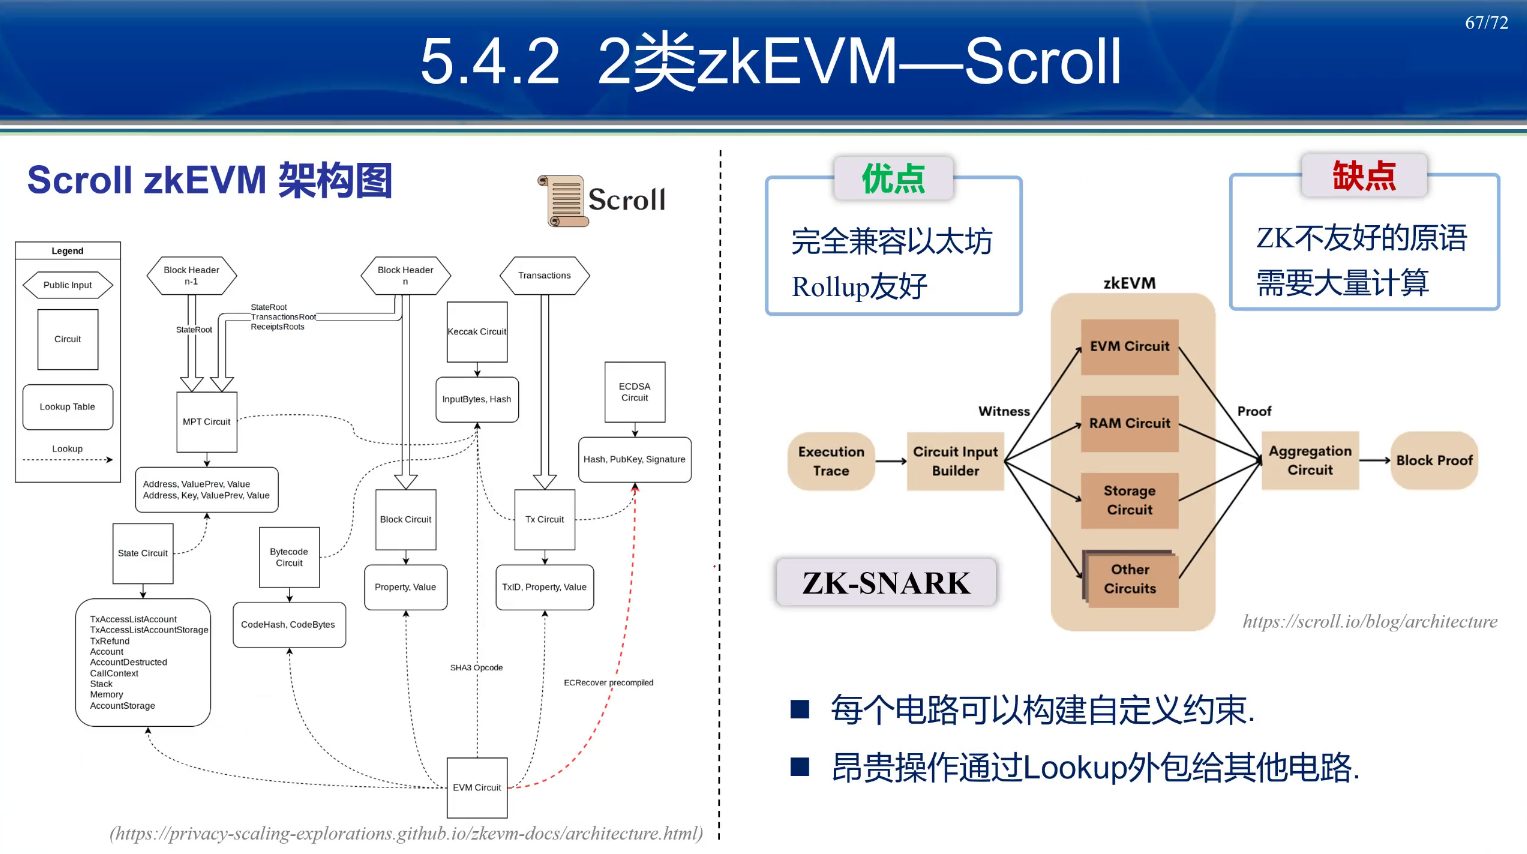 67/72
5.4.2 2类zkEVM—Scroll
Scroll zkEVM 架构图
Scroll
Legend
Public Input
Circuit
Lookup Table
Lookup
Block Header
n-1
Block Header
n
Transactions
StateRoot
StateRoot
TransactionsRoot
ReceiptsRoots
Keccak Circuit
InputBytes, Hash
ECDSA
Circuit
Hash, PubKey, Signature
MPT Circuit
Address, ValuePrev, Value
Address, Key, ValuePrev, Value
State Circuit
Bytecode
Circuit
Block Circuit
Tx Circuit
Property, Value
TxID, Property, Value
CodeHash, CodeBytes
TxAccessListAccount
TxAccessListAccountStorage
TxRefund
Account
AccountDestructed
CallContext
Stack
Memory
AccountStorage
SHA3 Opcode
ECRecover precompiled
EVM Circuit
(https://privacy-scaling-explorations.github.io/zkevm-docs/architecture.html)
优点
完全兼容以太坊
Rollup友好
缺点
ZK不友好的原语
需要大量计算
zkEVM
EVM Circuit
RAM Circuit
Storage
Circuit
Other
Circuits
Witness
Proof
Execution
Trace
Circuit Input
Builder
Aggregation
Circuit
Block Proof
ZK-SNARK
https://scroll.io/blog/architecture
■ 每个电路可以构建自定义约束.
■ 昂贵操作通过Lookup外包给其他电路.